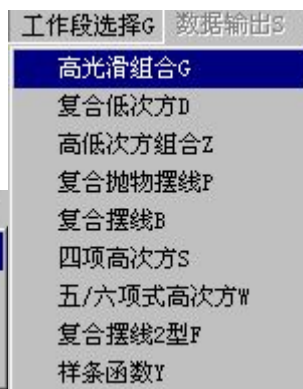 工作段选择G 数据输出S
高光滑组合G
复合低次方D
高低次方组合Z
复合抛物摆线P
复合摆线B
四项高次方S
五/六项式高次方W
复合摆线2型F
样条函数Y